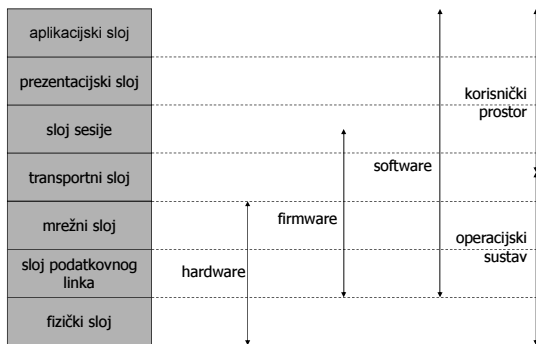 aplikacijski sloj
prezentacijski sloj
sloj sesije
transportni sloj
mrežni sloj
sloj podatkovnog
linka
fizički sloj
hardware
firmware
software
korisnički
prostor
operacijski
sustav